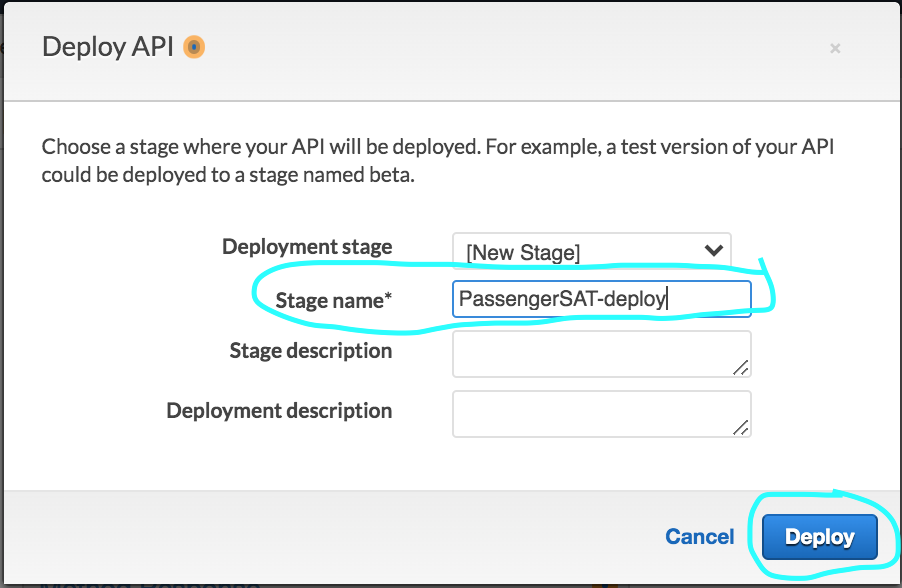 Deploy API
Choose a stage where your API will be deployed. For example, a test version of your API
could be deployed to a stage named beta.
Deployment stage [New Stage]
Stage name* PassengerSAT-deploy
Stage description
Deployment description
Cancel Deploy